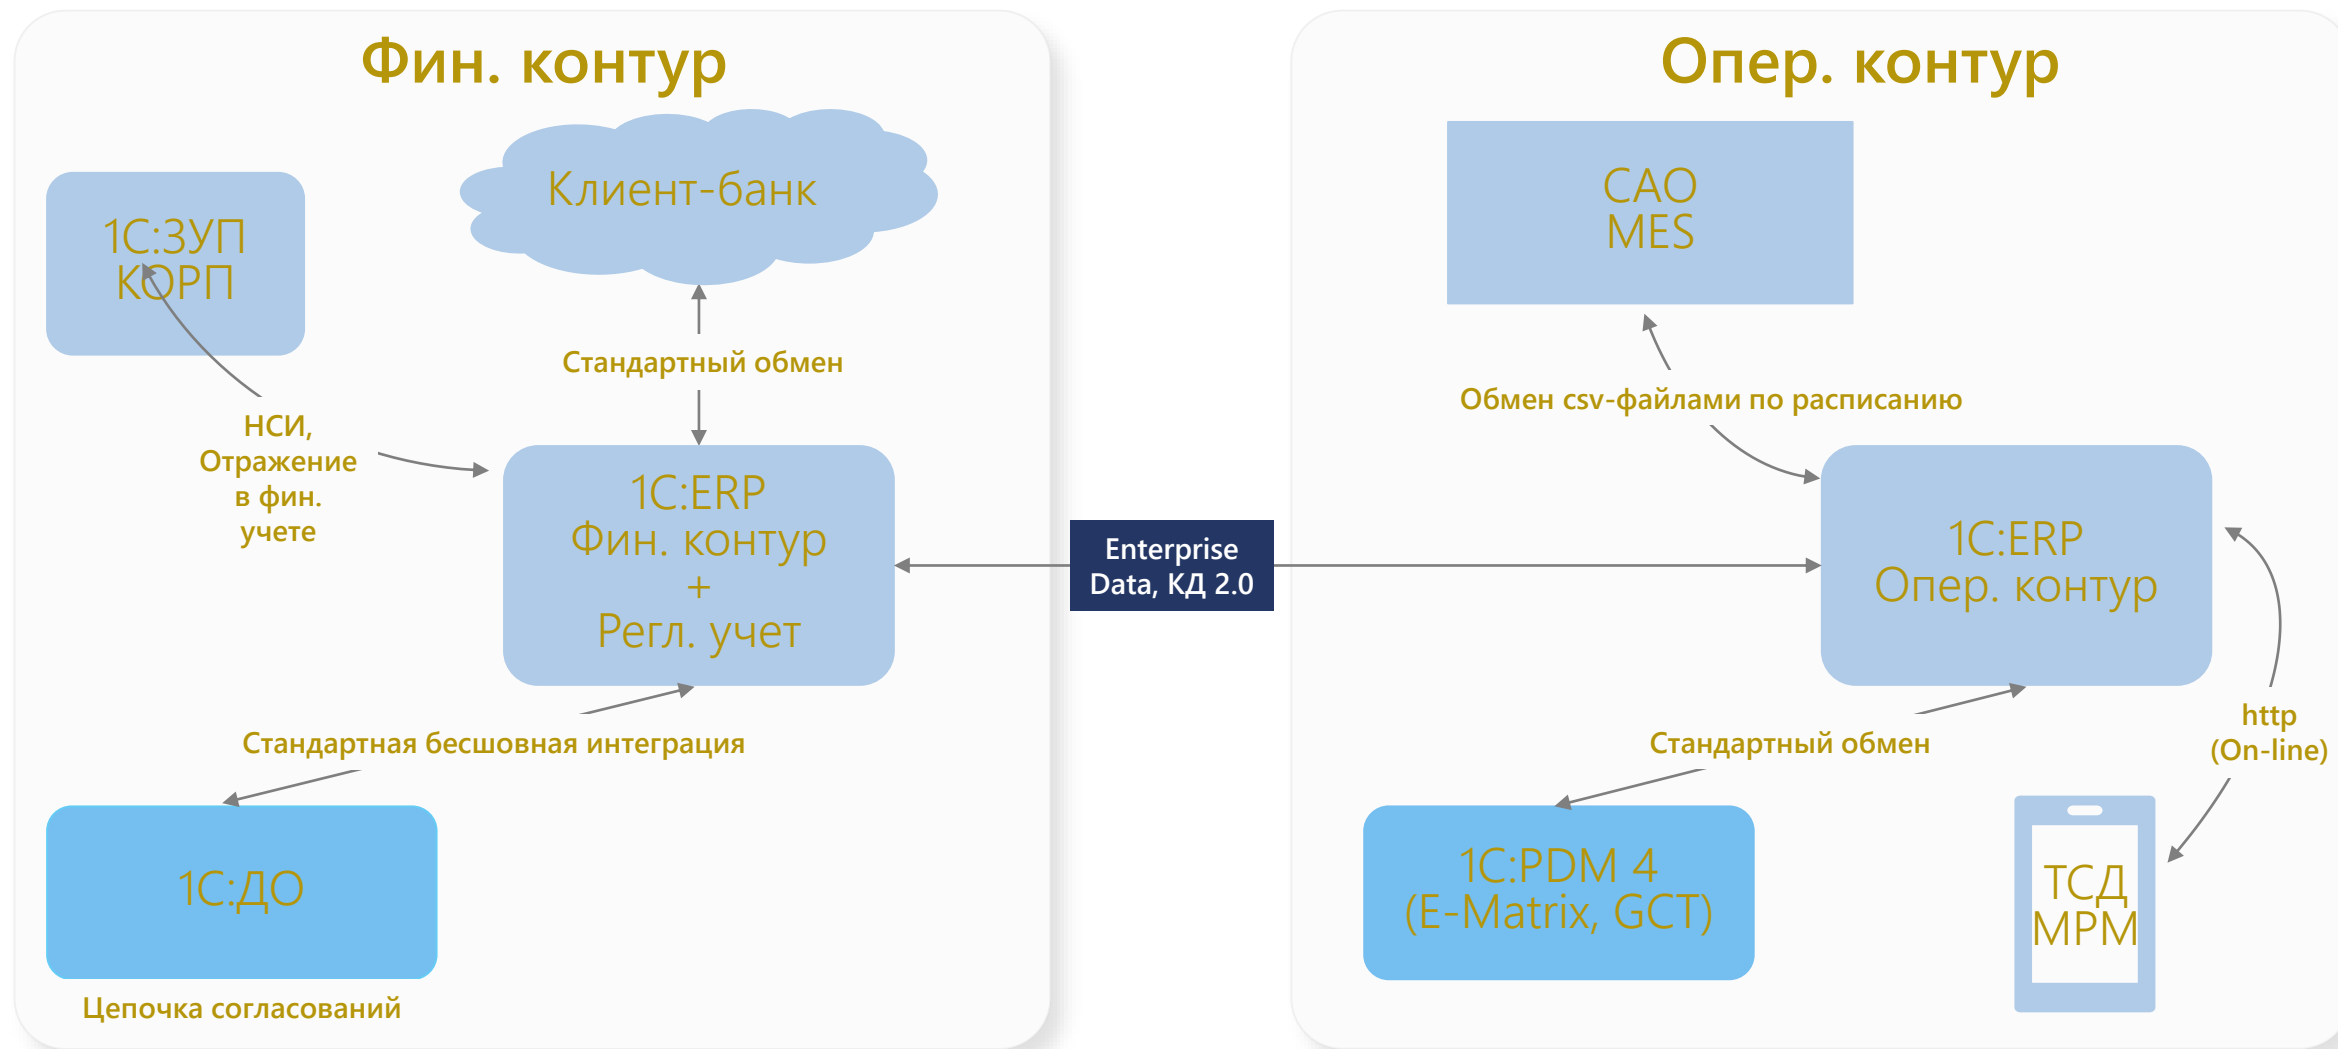 Фин. контур
Клиент-банк
1С:ЗУП
КОРП
Стандартный обмен
НСИ,
Отражение
в фин.
учете
1С:ERP
Фин. контур
+
Регл. учет
Стандартная бесшовная интеграция
1С:ДО
Цепочка согласований
Enterprise
Data, КД 2.0
Опер. контур
САО
MES
Обмен csv-файлами по расписанию
1С:ERP
Опер. контур
http
(On-line)
Стандартный обмен
1С:PDM 4
(E-Matrix, GCT)
ТСД
МРМ